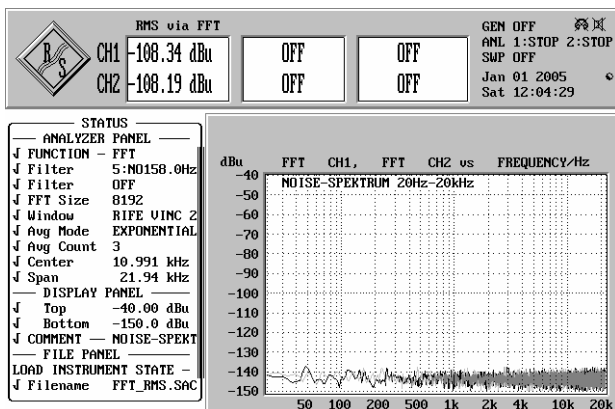 RMS via FFT
CH1 -108.34 dBu OFF OFF
CH2 -108.19 dBu OFF OFF
R S
GEN OFF
ANL 1:STOP 2:STOP
SWP OFF
Jan 01 2005
Sat 12:04:29
STATUS
ANALYZER PANEL
FUNCTION - FFT
Filter 5:NO158.0Hz
Filter OFF
FFT Size 8192
Window RIFE VINC 2
Avg Mode EXPONENTIAL
Avg Count 3
Center 10.991 kHz
Span 21.94 kHz
DISPLAY PANEL
Top -40.00 dBu
Bottom -150.0 dBu
COMMENT — NOISE-SPEKT
FILE PANEL
LOAD INSTRUMENT STATE -
Filename FFT_RMS.SAC
dBu FFT CH1, FFT CH2 vs FREQUENCY/Hz
NOISE-SPEKTRUM 20Hz-20kHz
-40
-50
-60
-70
-80
-90
-100
-110
-120
-130
-140
-150
50 100 200 500 1k 2k 4k 10k 20k